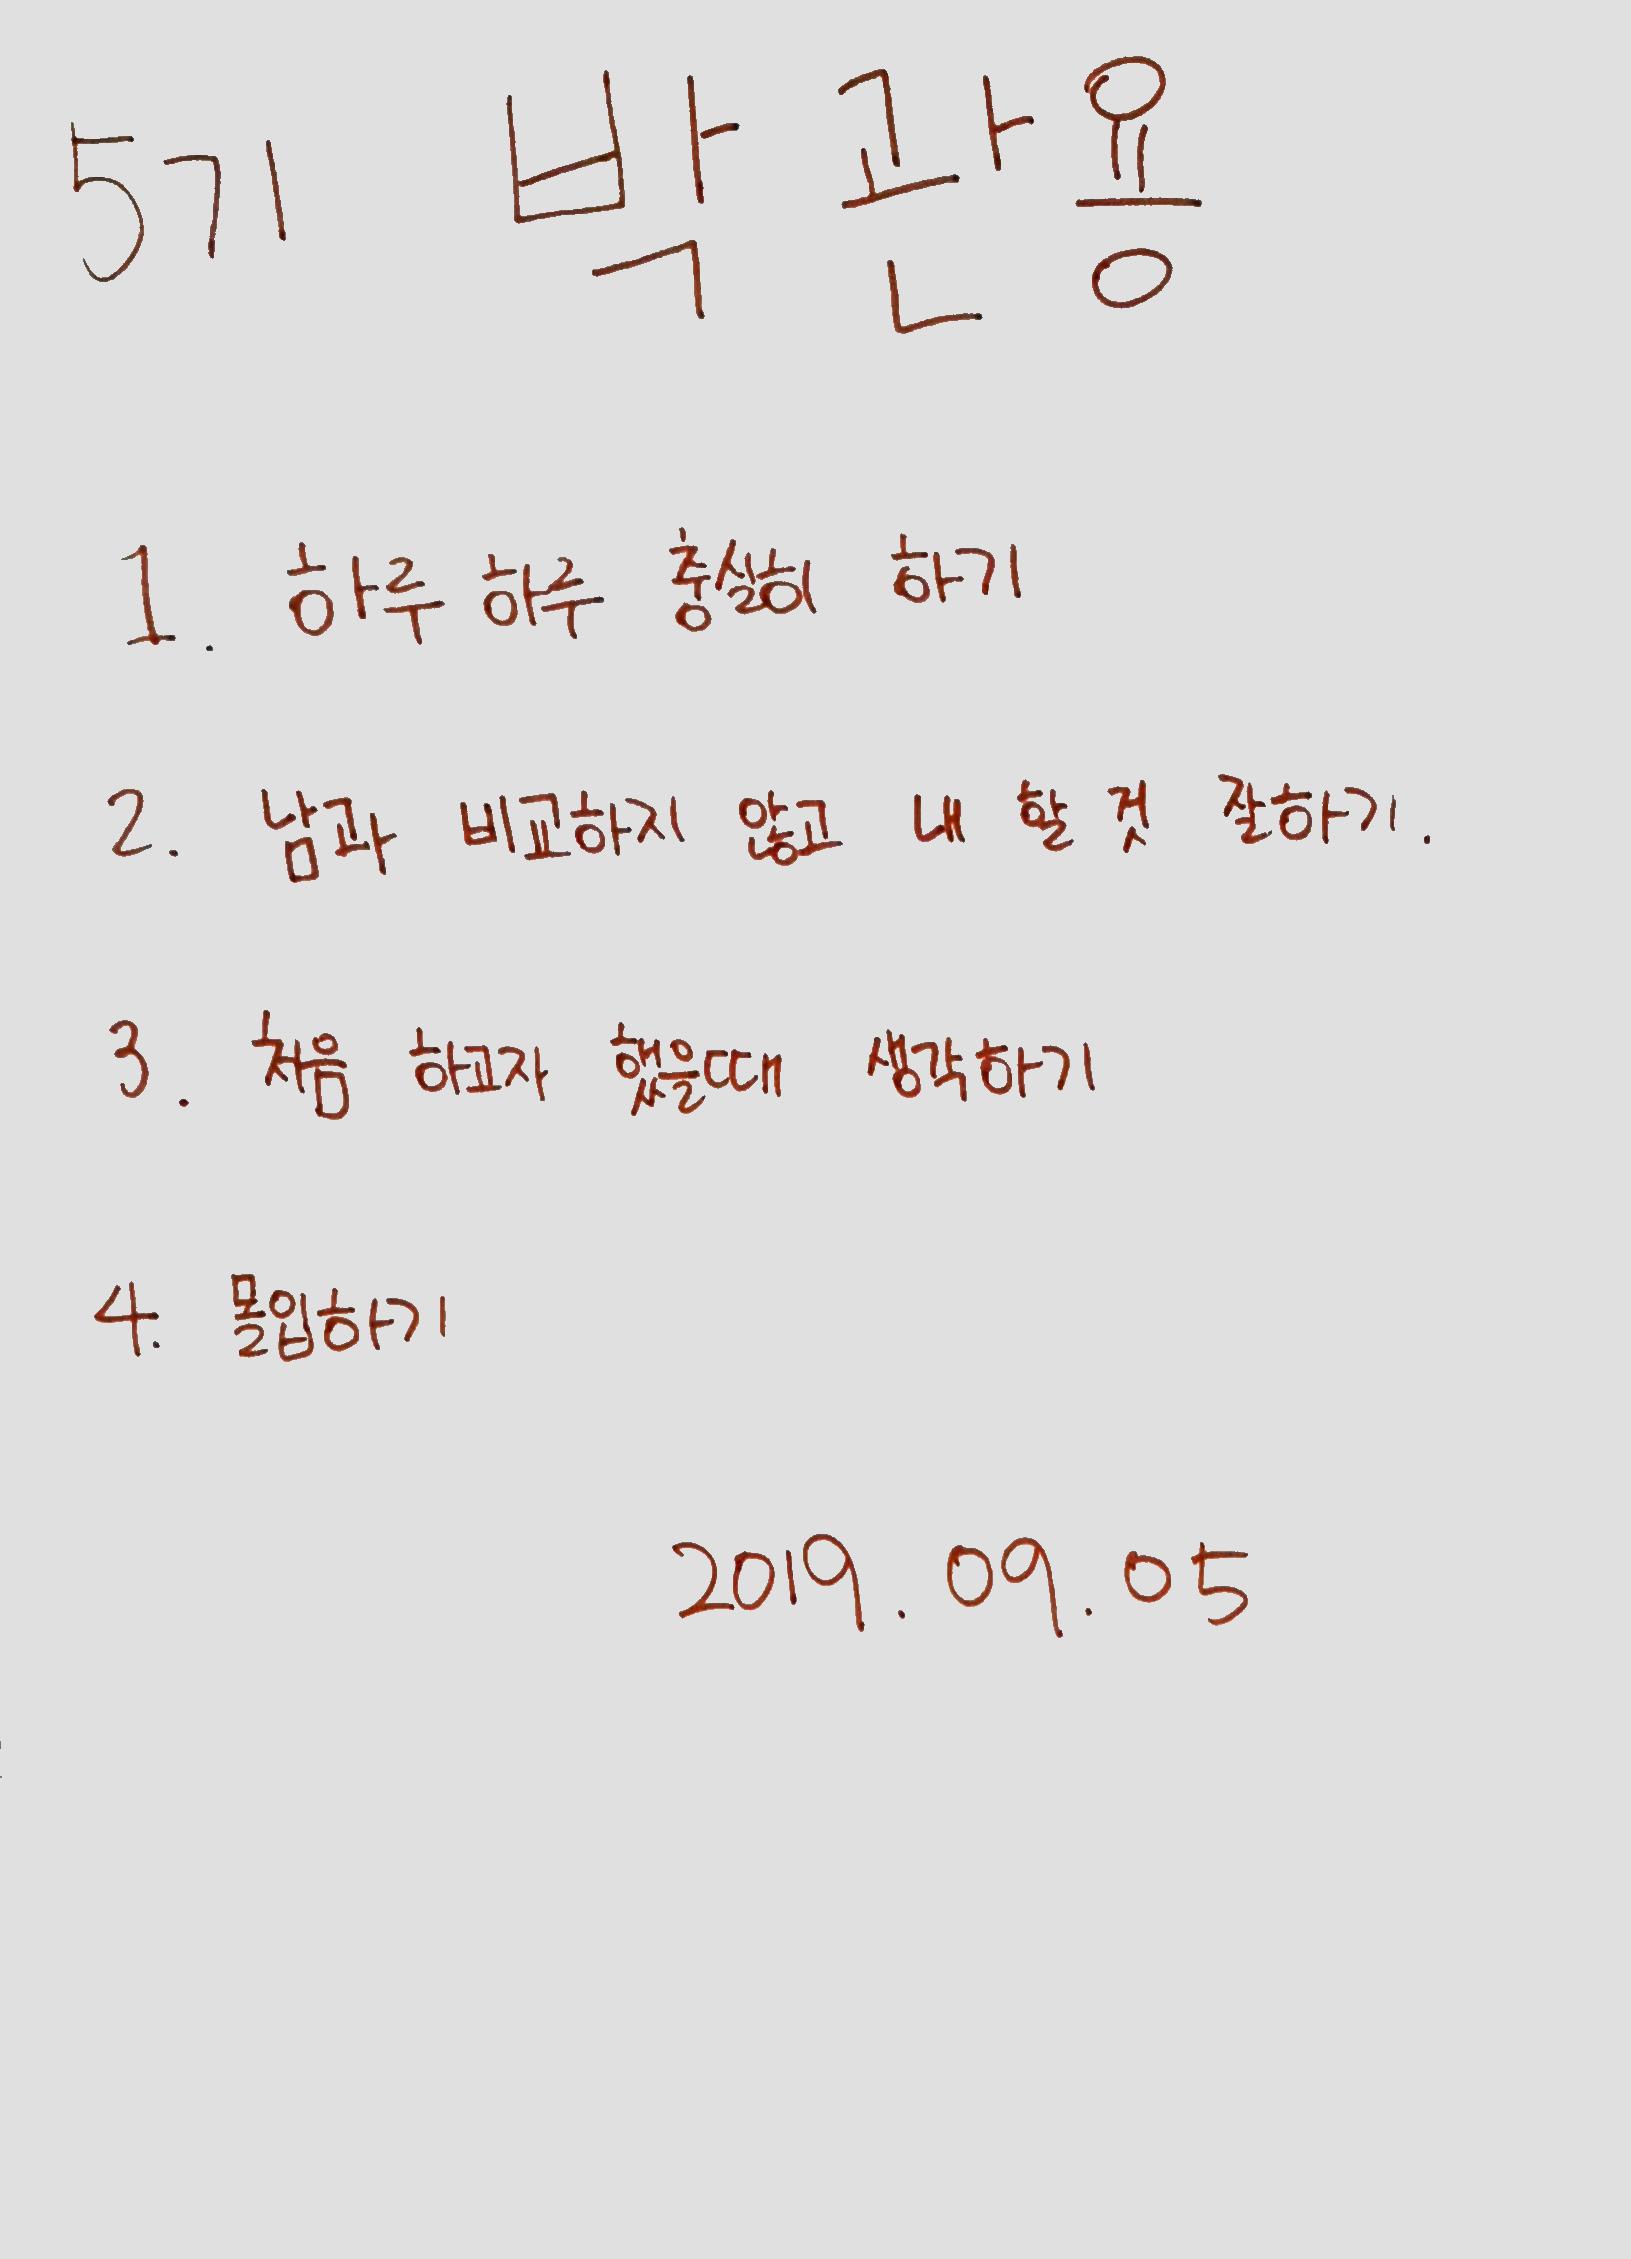 5기 박관용
1. 하루 하루 충실히 하기
2. 남과 비교하지 않고 내 할 것 잘하기.
3. 처음 하고자 했을때 생각하기
4. 몰입하기
2019.09.05